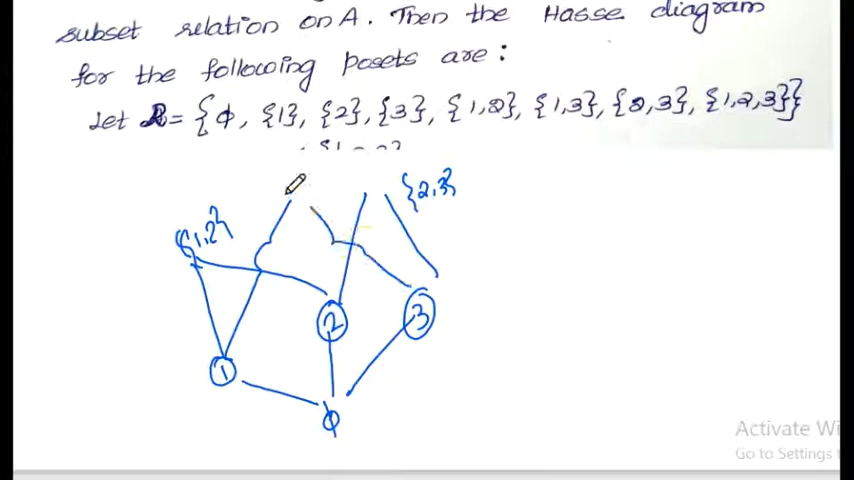 subset relation on A. Then the Hasse diagram
for the following posets are :
Let R = {ϕ, {1}, {2}, {3}, {1,2}, {1,3}, {2,3}, {1,2,3}}
{1,2}
{2,3}
2
3
1
ϕ
Activate Wi
Go to Settings